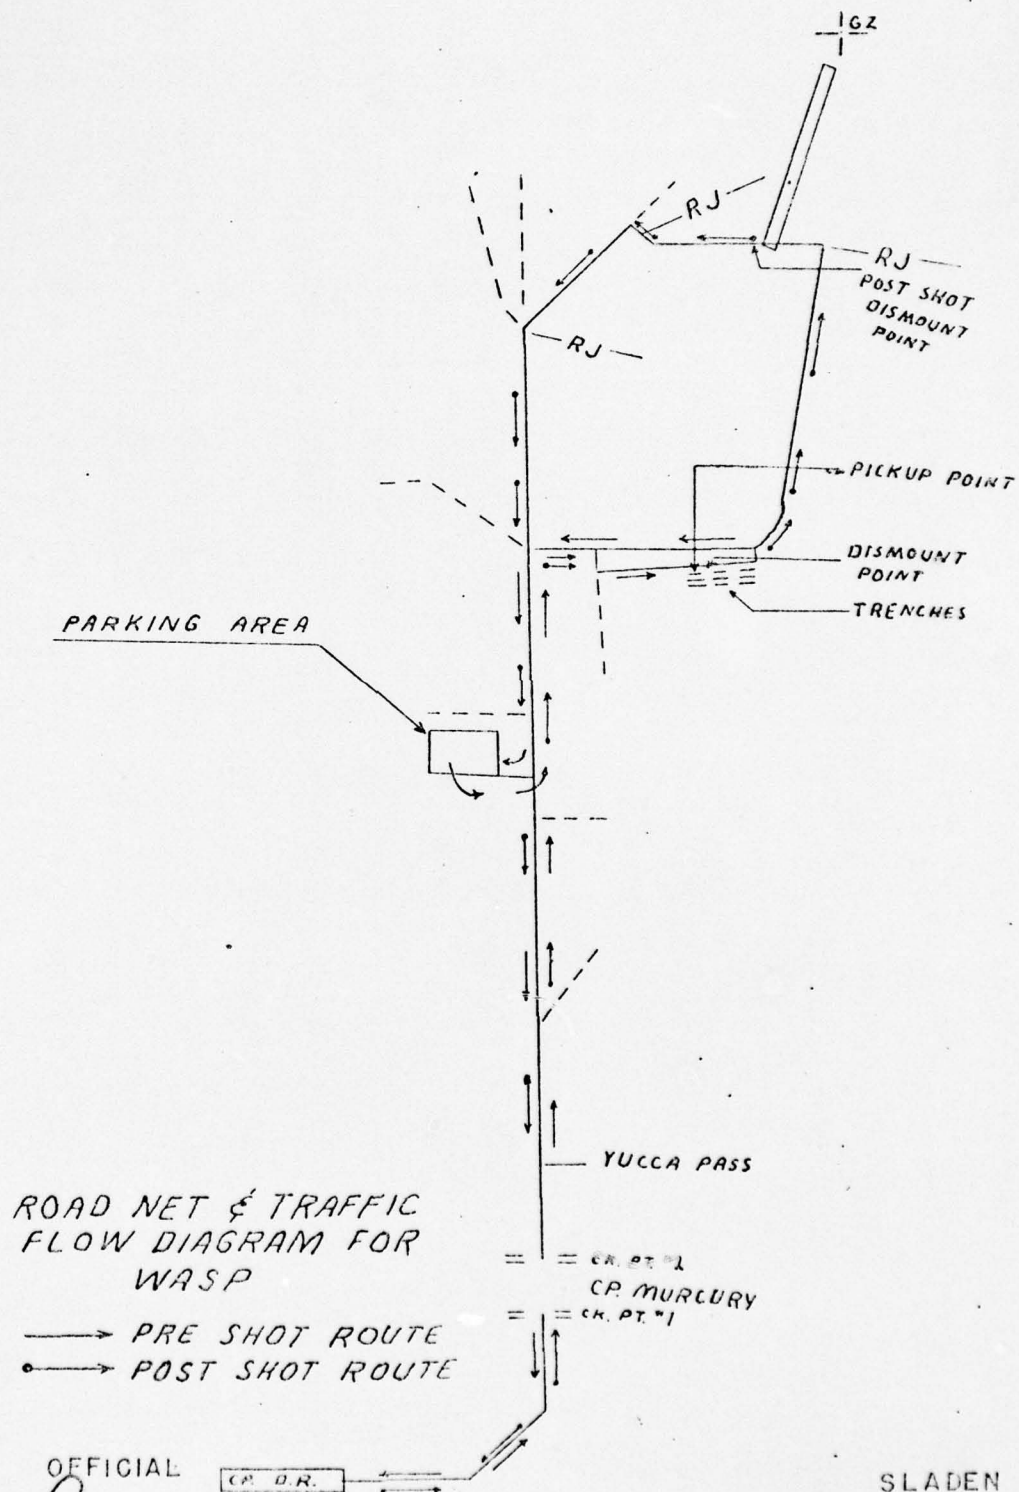 GZ
RJ
RJ
POST SHOT
DISMOUNT
POINT
RJ
PICKUP POINT
DISMOUNT
POINT
TRENCHES
PARKING AREA
YUCCA PASS
ROAD NET & TRAFFIC
FLOW DIAGRAM FOR
WASP
CK. PT. #2
CP. MURCURY
CK. PT. #1
PRE SHOT ROUTE
POST SHOT ROUTE
OFFICIAL
CP. D.R.
SLADEN